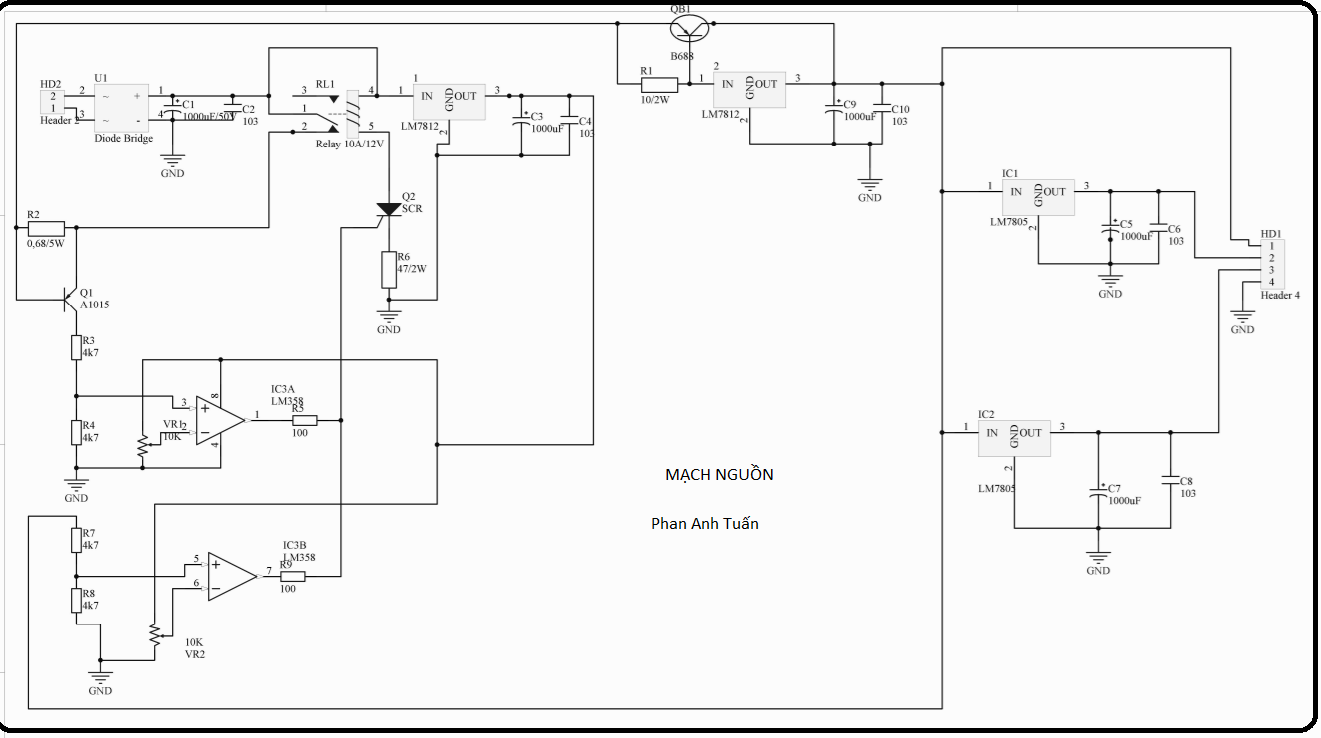 QB1
B688
HD2
2
1
Header 2
U1
2
3
~
~
+
-
1
4
Diode Bridge
C1
1000uF/50V
C2
103
GND
RL1
3
1
2
4
5
Relay 10A/12V
1
1
IN
GND
OUT
3
2
LM7812
C3
1000uF
C4
103
R1
10/2W
2
1
IN
GND
OUT
3
2
LM7812
C9
1000uF
C10
103
GND
Q2
SCR
R6
47/2W
GND
R2
0,68/5W
Q1
A1015
R3
4k7
R4
4k7
GND
VR1
10K
3
2
8
4
1
+
−
IC3A
LM358
R5
100
IC1
1
IN
GND
OUT
3
2
LM7805
C5
1000uF
C6
103
GND
HD1
1
2
3
4
Header 4
GND
IC2
1
IN
GND
OUT
3
2
LM7805
C7
1000uF
C8
103
GND
MẠCH NGUỒN
Phan Anh Tuấn
R7
4k7
R8
4k7
GND
5
6
+
−
7
IC3B
LM358
R9
100
10K
VR2